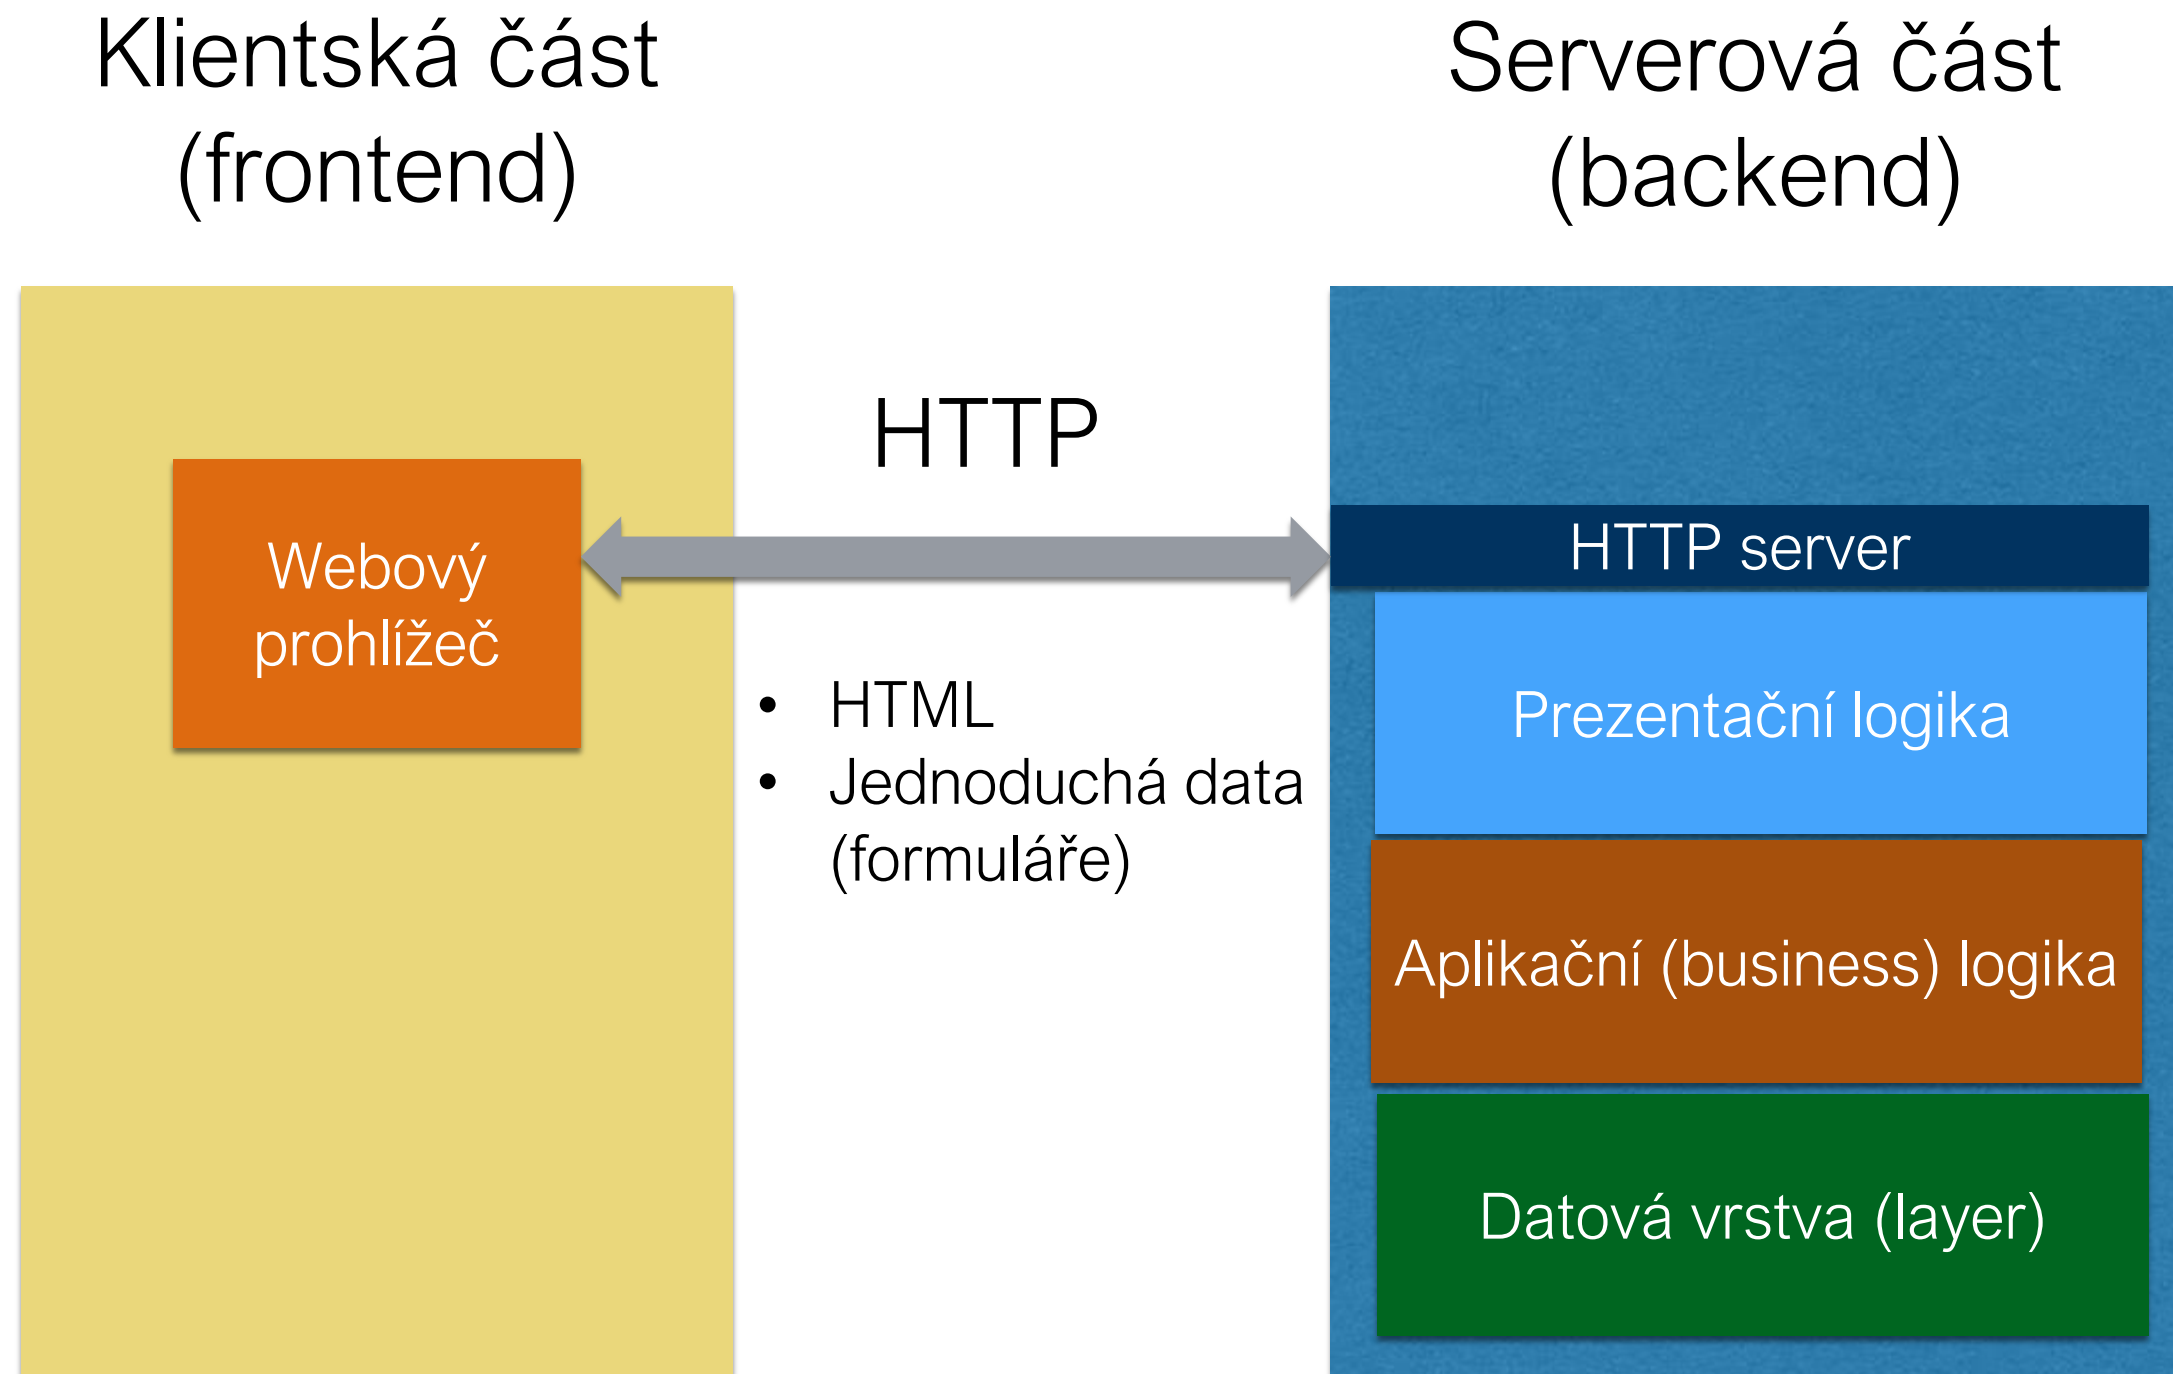 Klientská část
(frontend)
Serverová část
(backend)
HTTP
Webový
prohlížeč
• HTML
• Jednoduchá data
(formuláře)
HTTP server
Prezentační logika
Aplikační (business) logika
Datová vrstva (layer)